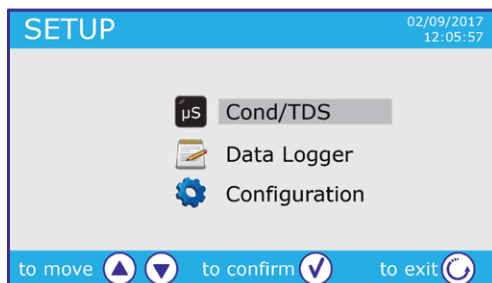 SETUP
02/09/2017
12:05:57
µS Cond/TDS
Data Logger
Configuration
to move to confirm to exit